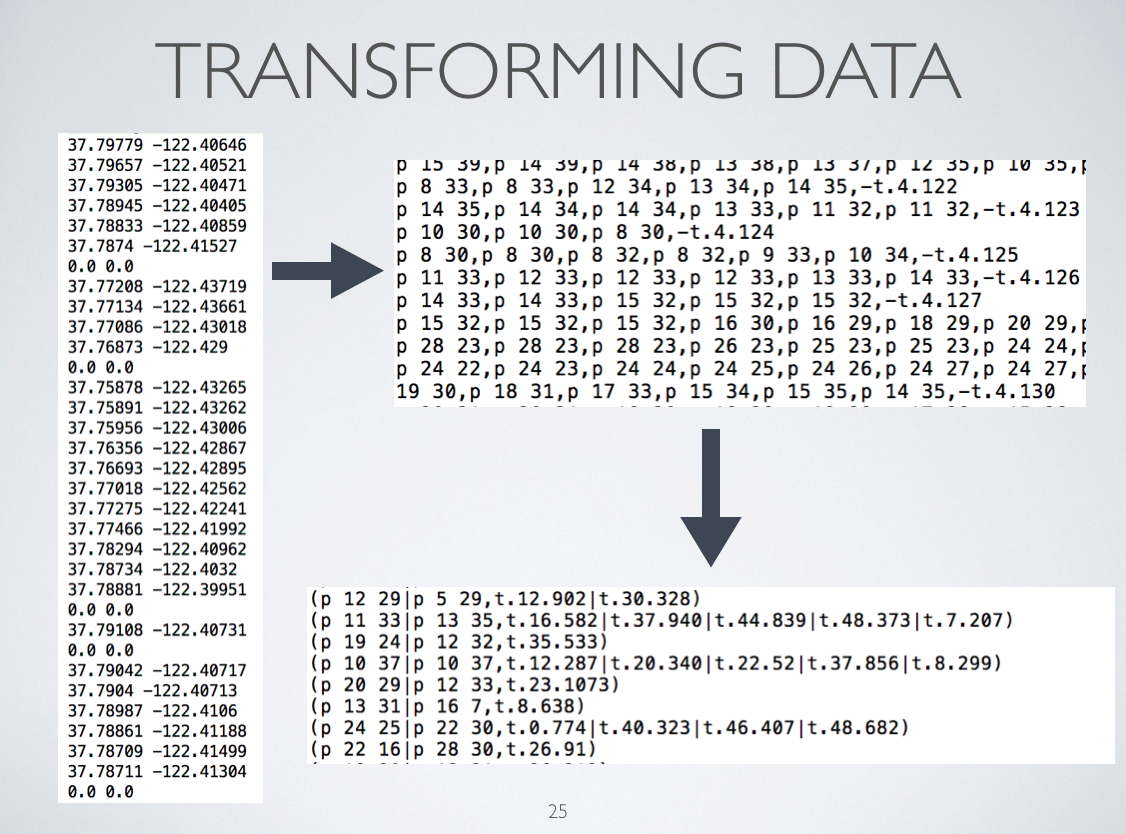 TRANSFORMING DATA
37.79779 -122.40646
37.79657 -122.40521
37.79305 -122.40471
37.78945 -122.40405
37.78833 -122.40859
37.7874 -122.41527
0.0 0.0
37.77208 -122.43719
37.77134 -122.43661
37.77086 -122.43018
37.76873 -122.429
0.0 0.0
37.75878 -122.43265
37.75891 -122.43262
37.75956 -122.43006
37.76356 -122.42867
37.76693 -122.42895
37.77018 -122.42562
37.77275 -122.42241
37.77466 -122.41992
37.78294 -122.40962
37.78734 -122.4032
37.78881 -122.39951
0.0 0.0
37.79108 -122.40731
0.0 0.0
37.79042 -122.40717
37.7904 -122.40713
37.78987 -122.4106
37.78861 -122.41188
37.78709 -122.41499
37.78711 -122.41304
0.0 0.0
p 15 39,p 14 39,p 14 38,p 13 38,p 13 37,p 12 35,p 10 35,p
p 8 33,p 8 33,p 12 34,p 13 34,p 14 35,-t.4.122
p 14 35,p 14 34,p 14 34,p 13 33,p 11 32,p 11 32,-t.4.123
p 10 30,p 10 30,p 8 30,-t.4.124
p 8 30,p 8 30,p 8 32,p 8 32,p 9 33,p 10 34,-t.4.125
p 11 33,p 12 33,p 12 33,p 12 33,p 13 33,p 14 33,-t.4.126
p 14 33,p 14 33,p 15 32,p 15 32,p 15 32,-t.4.127
p 15 32,p 15 32,p 15 32,p 16 30,p 16 29,p 18 29,p 20 29,p
p 28 23,p 28 23,p 28 23,p 26 23,p 25 23,p 25 23,p 24 24,p
p 24 22,p 24 23,p 24 24,p 24 25,p 24 26,p 24 27,p 24 27,p
19 30,p 18 31,p 17 33,p 15 34,p 15 35,p 14 35,-t.4.130
(p 12 29|p 5 29,t.12.902|t.30.328)
(p 11 33|p 13 35,t.16.582|t.37.940|t.44.839|t.48.373|t.7.207)
(p 19 24|p 12 32,t.35.533)
(p 10 37|p 10 37,t.12.287|t.20.340|t.22.52|t.37.856|t.8.299)
(p 20 29|p 12 33,t.23.1073)
(p 13 31|p 16 7,t.8.638)
(p 24 25|p 22 30,t.0.774|t.40.323|t.46.407|t.48.682)
(p 22 16|p 28 30,t.26.91)
25